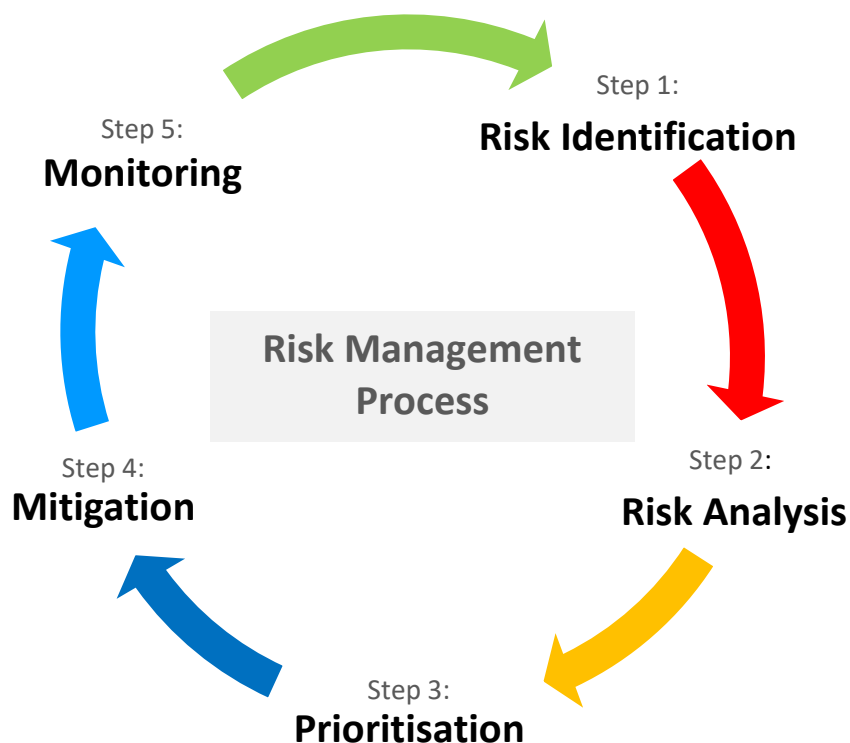 Step 1:
Risk Identification
Step 2:
Risk Analysis
Step 3:
Prioritisation
Step 4:
Mitigation
Step 5:
Monitoring
Risk Management
Process